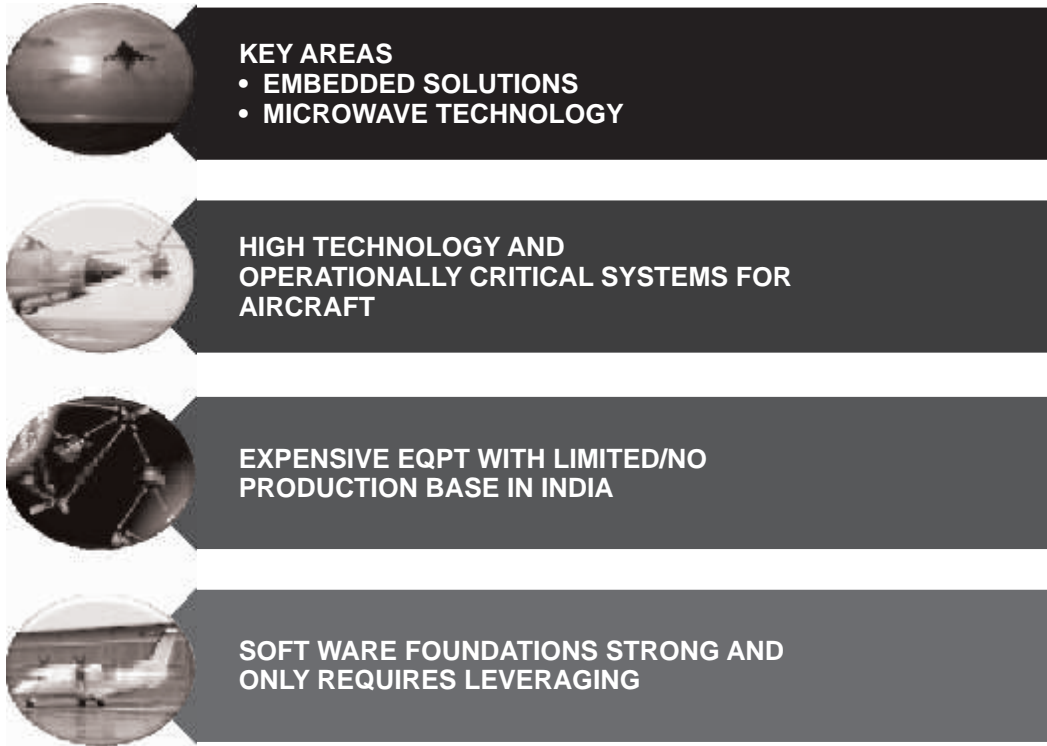 KEY AREAS
• EMBEDDED SOLUTIONS
• MICROWAVE TECHNOLOGY
HIGH TECHNOLOGY AND
OPERATIONALLY CRITICAL SYSTEMS FOR
AIRCRAFT
EXPENSIVE EQPT WITH LIMITED/NO
PRODUCTION BASE IN INDIA
SOFT WARE FOUNDATIONS STRONG AND
ONLY REQUIRES LEVERAGING